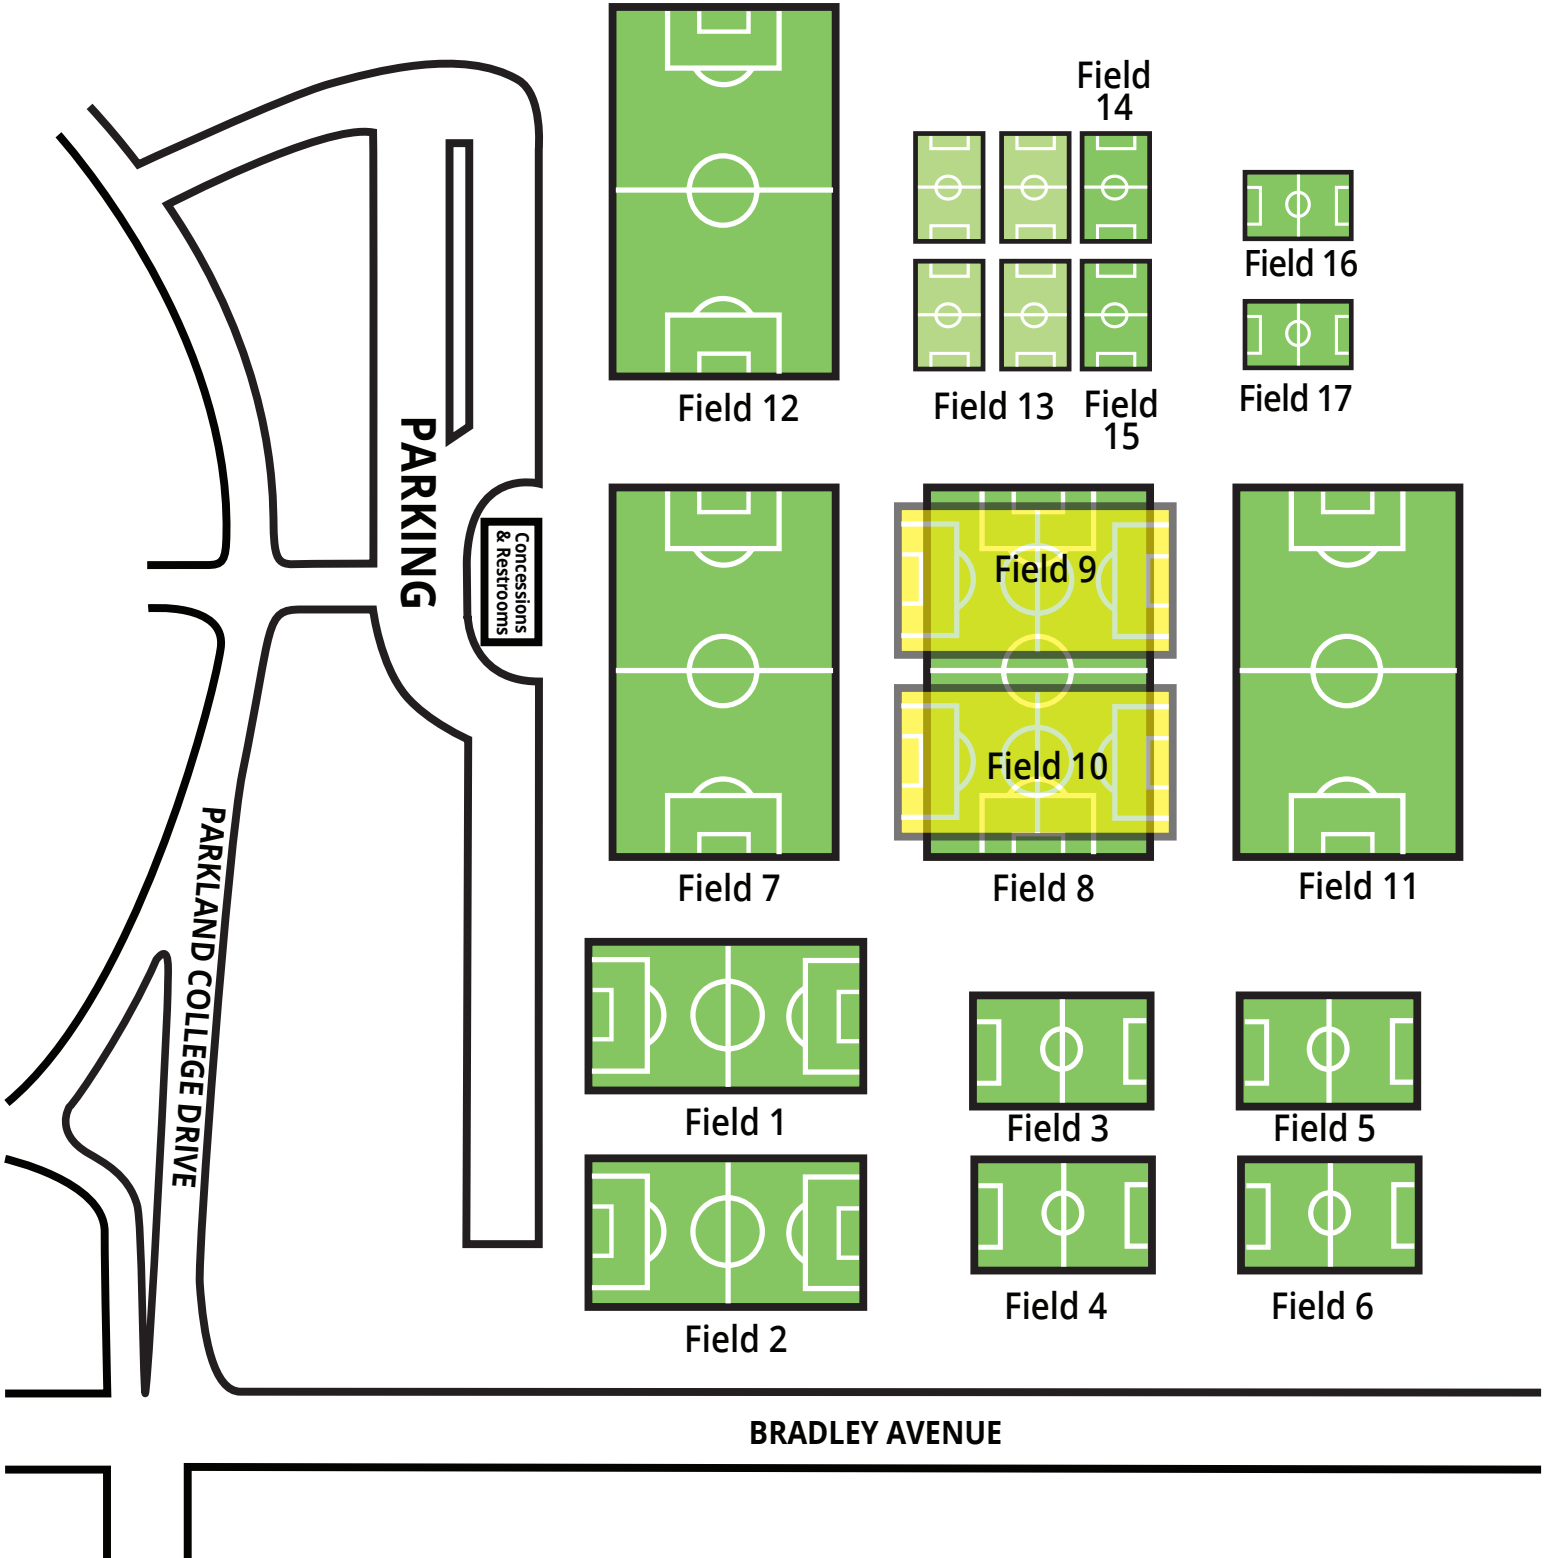 Field
14
Field 16
Field 12
Field 13
Field
15
Field 17
PARKING
Concessions
& Restrooms
Field 9
Field 10
Field 7
Field 8
Field 11
PARKLAND COLLEGE DRIVE
Field 1
Field 3
Field 5
Field 2
Field 4
Field 6
BRADLEY AVENUE